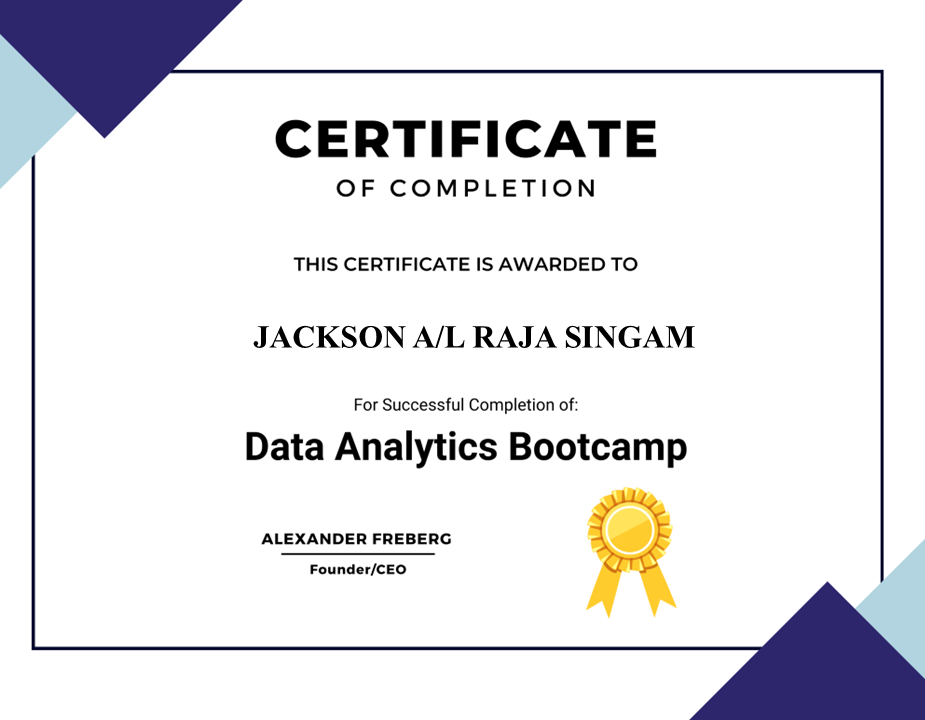 CERTIFICATE
OF COMPLETION
THIS CERTIFICATE IS AWARDED TO
JACKSON A/L RAJA SINGAM
For Successful Completion of:
Data Analytics Bootcamp
ALEXANDER FREBERG
Founder/CEO